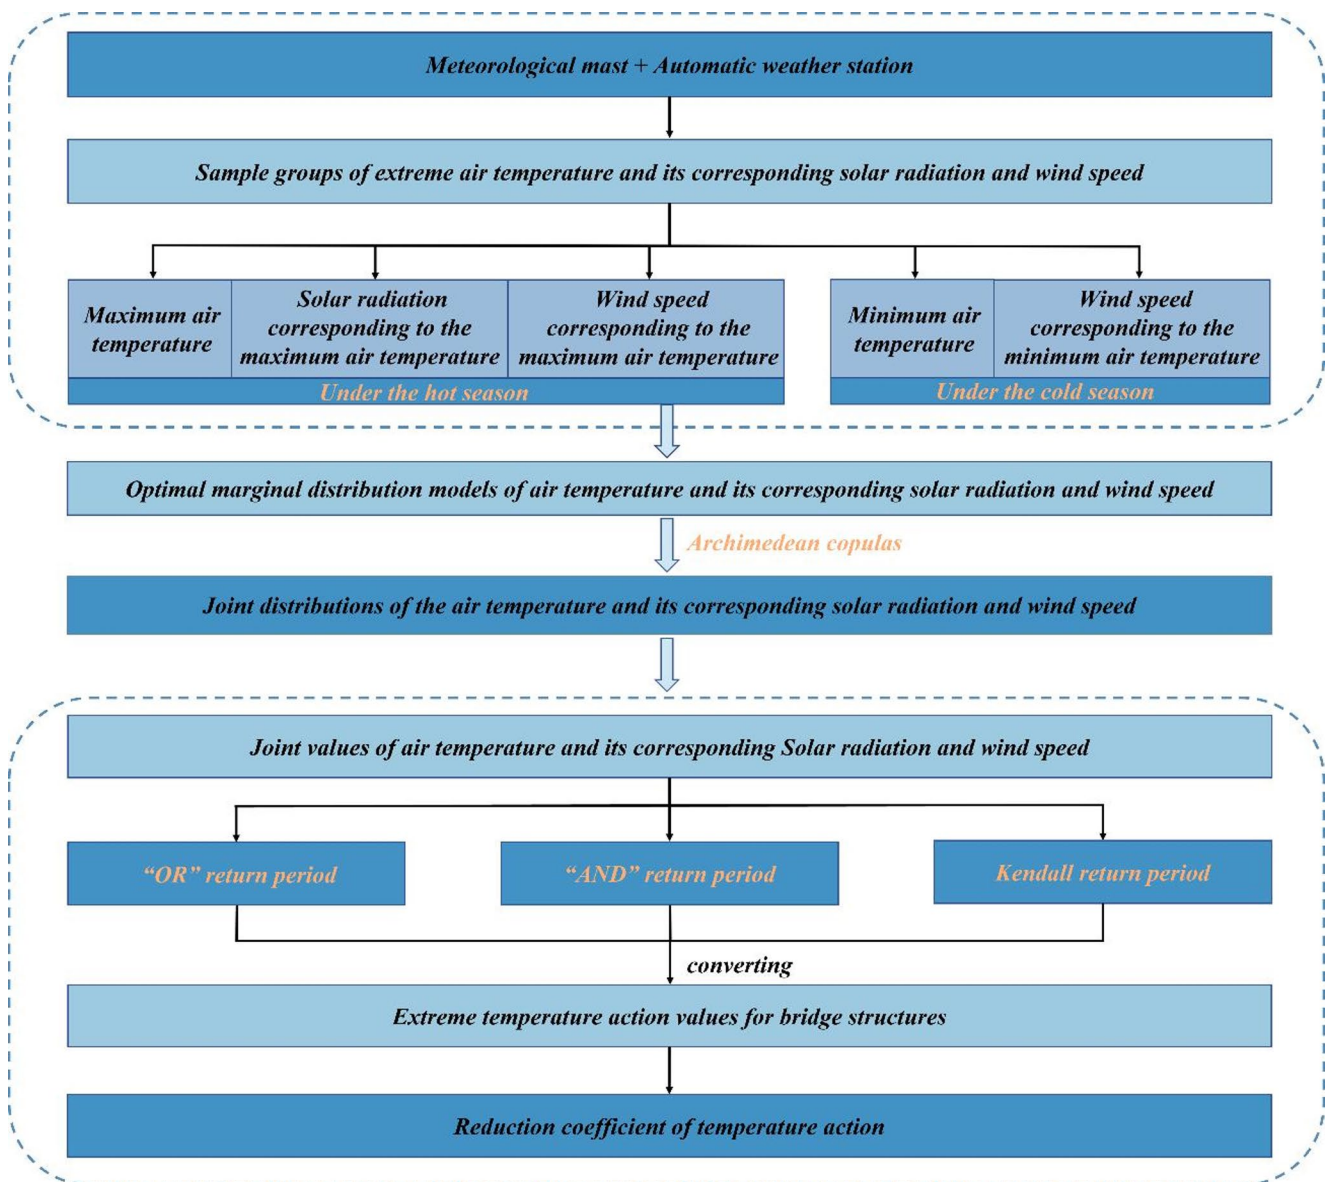 Meteorological mast + Automatic weather station
Sample groups of extreme air temperature and its corresponding solar radiation and wind speed
Maximum air
temperature
Solar radiation
corresponding to the
maximum air temperature
Wind speed
corresponding to the
maximum air temperature
Under the hot season
Minimum air
temperature
Wind speed
corresponding to the
minimum air temperature
Under the cold season
Optimal marginal distribution models of air temperature and its corresponding solar radiation and wind speed
Archimedean copulas
Joint distributions of the air temperature and its corresponding solar radiation and wind speed
Joint values of air temperature and its corresponding Solar radiation and wind speed
“OR” return period
“AND” return period
Kendall return period
converting
Extreme temperature action values for bridge structures
Reduction coefficient of temperature action